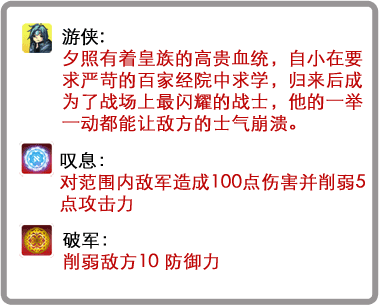 游侠：
夕照有着皇族的高贵血统，自小在要
求严苛的百家经院中求学，归来后成
为了战场上最闪耀的战士，他的一举
一动都能让敌方的士气崩溃。
叹息：
对范围内敌军造成100点伤害并削弱5
点攻击力
破军：
削弱敌方10 防御力